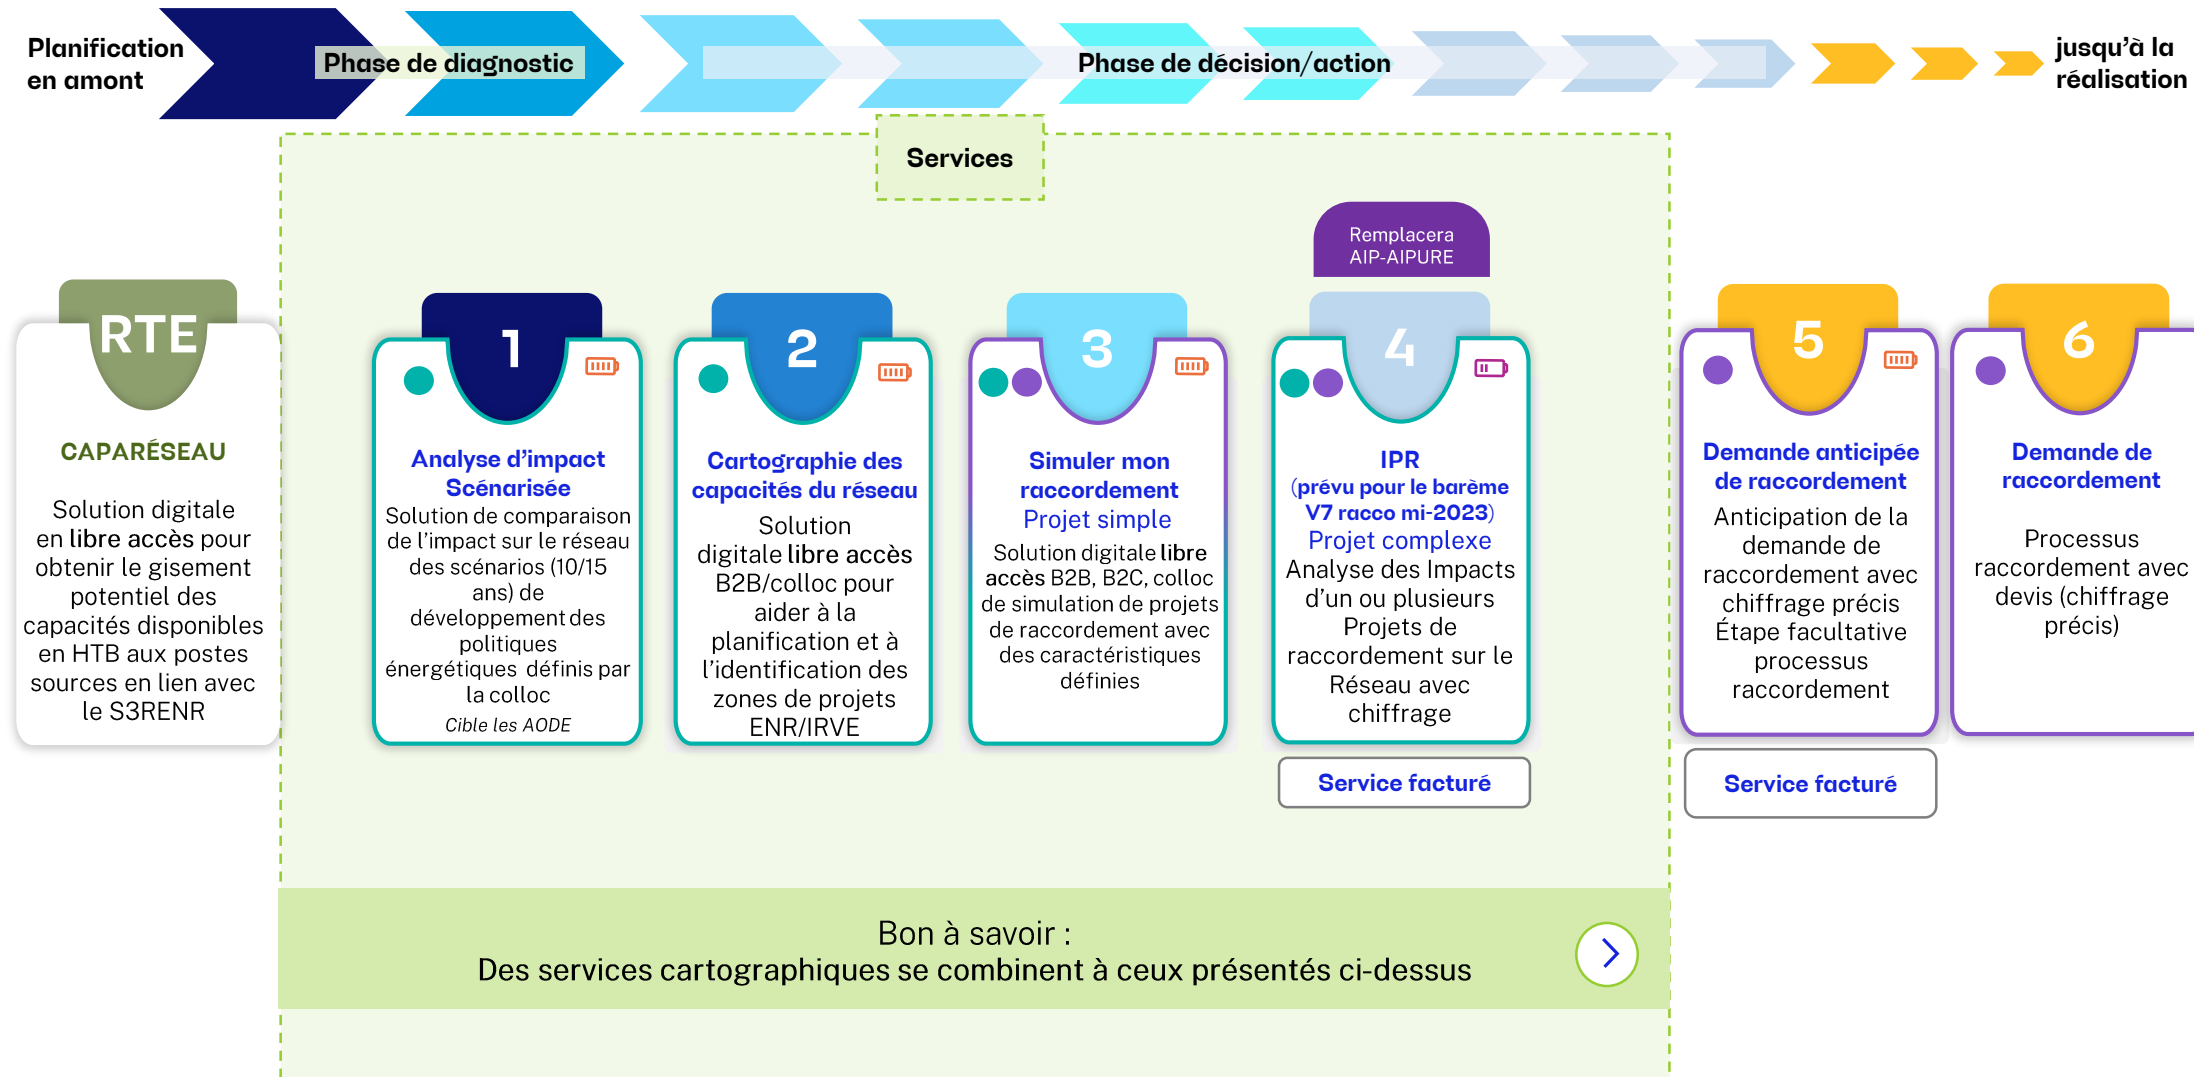 Planification
en amont
Phase de diagnostic
Phase de décision/action
jusqu'à la
réalisation
Services
Remplacera
AIP-AIPURE
RTE
CAPARÉSEAU
Solution digitale
en libre accès pour
obtenir le gisement
potentiel des
capacités disponibles
en HTB aux postes
sources en lien avec
le S3RENR
1
Analyse d'impact
Scénarisée
Solution de comparaison
de l'impact sur le réseau
des scénarios (10/15
ans) de
développement des
politiques
énergétiques définis par
la colloc
Cible les AODE
2
Cartographie des
capacités du réseau
Solution
digitale libre accès
B2B/colloc pour
aider à la
planification et à
l'identification des
zones de projets
ENR/IRVE
3
Simuler mon
raccordement
Projet simple
Solution digitale libre
accès B2B, B2C, colloc
de simulation de projets
de raccordement avec
des caractéristiques
définies
4
IPR
(prévu pour le barème
V7 racco mi-2023)
Projet complexe
Analyse des Impacts
d'un ou plusieurs
Projets de
raccordement sur le
Réseau avec
chiffrage
Service facturé
5
Demande anticipée
de raccordement
Anticipation de la
demande de
raccordement avec
chiffrage précis
Étape facultative
processus
raccordement
Service facturé
6
Demande de
raccordement
Processus
raccordement avec
devis (chiffrage
précis)
Bon à savoir :
Des services cartographiques se combinent à ceux présentés ci-dessus